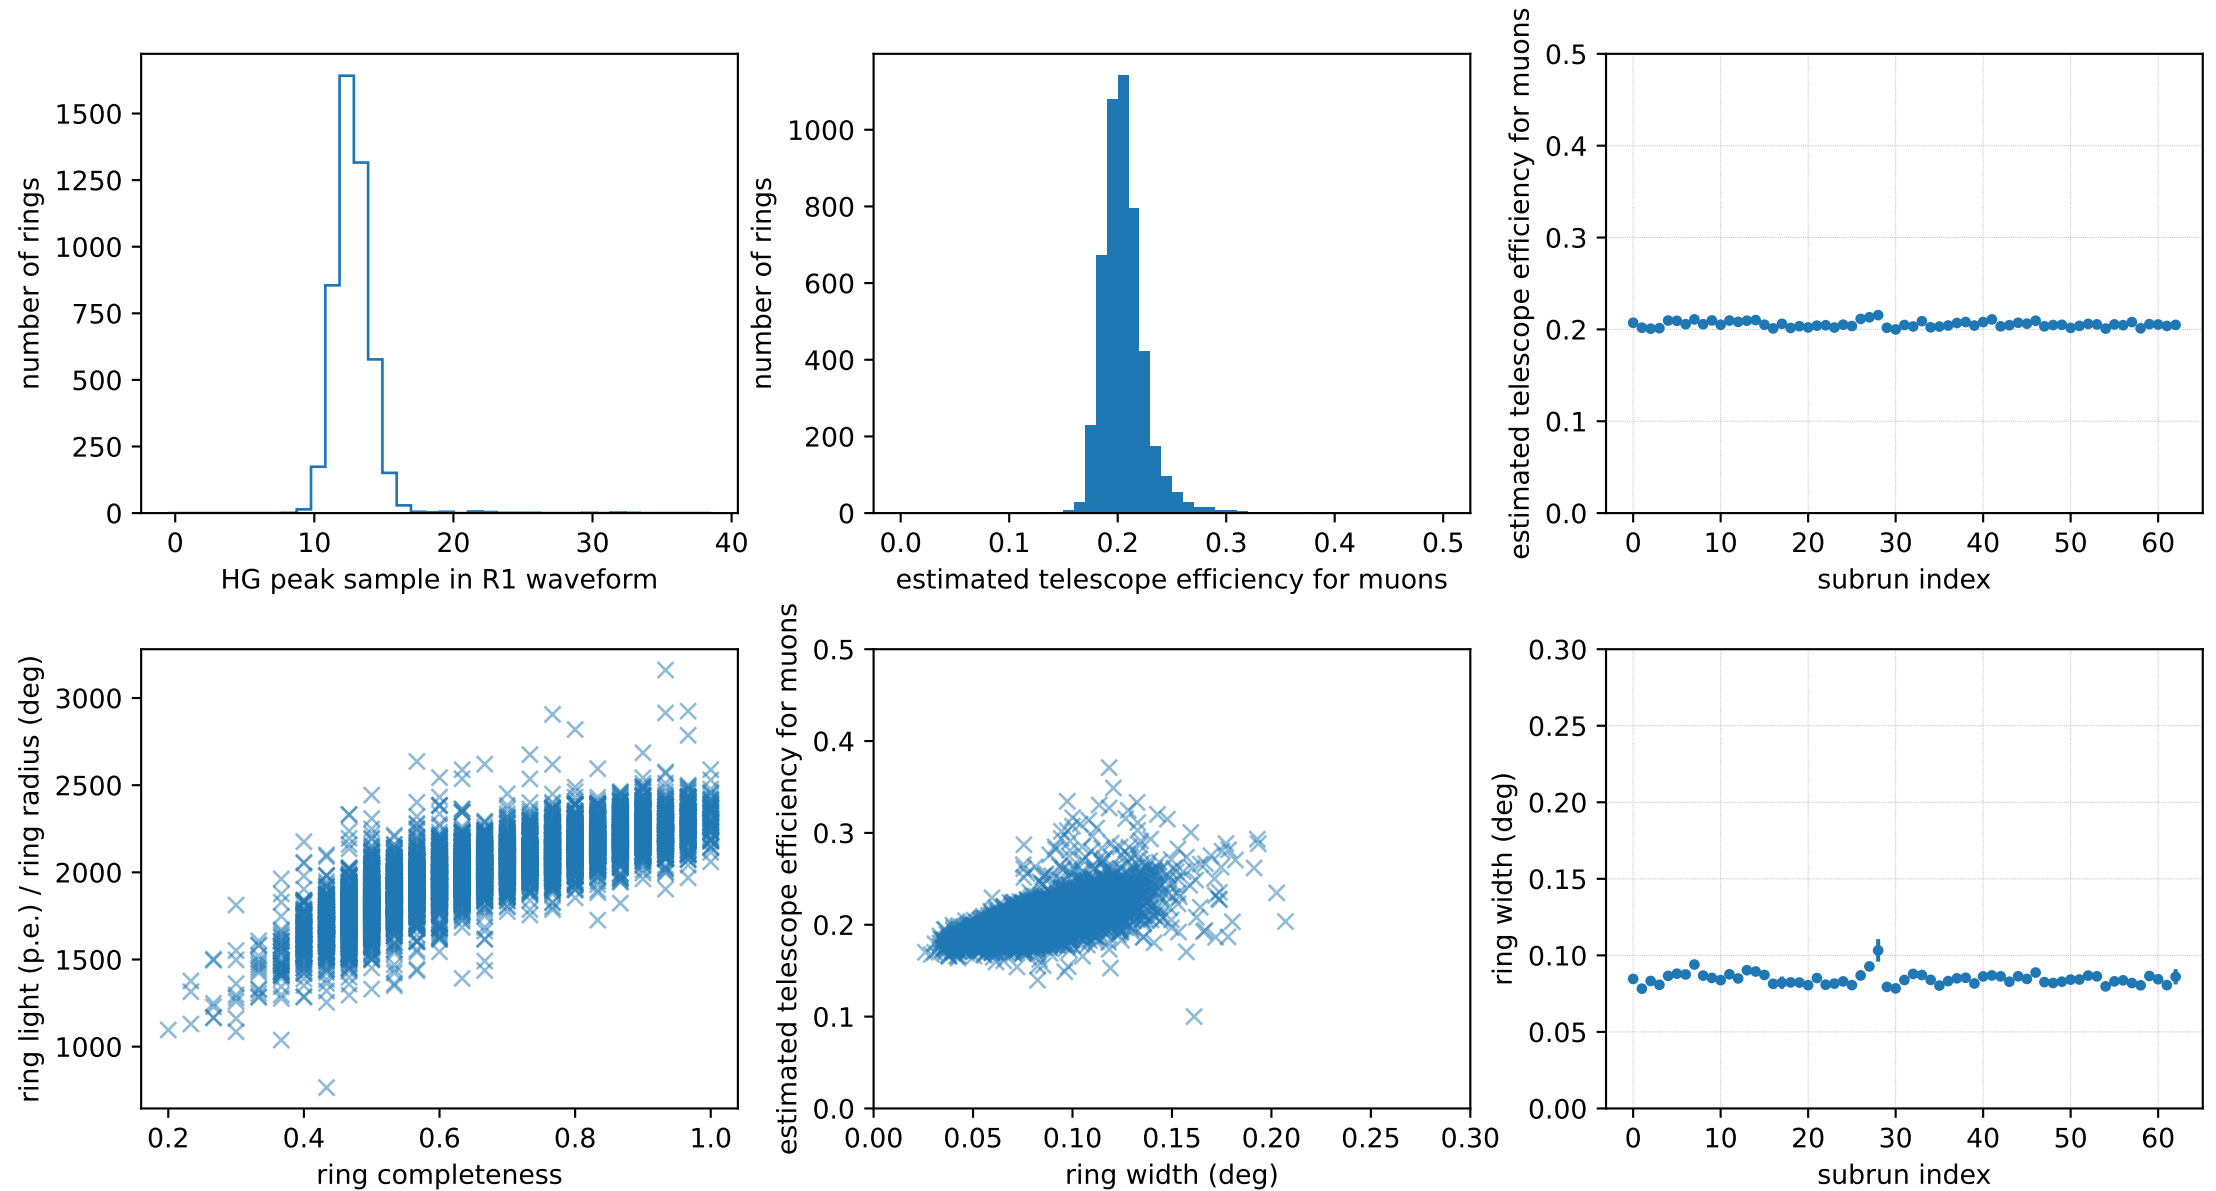 number of rings
1500
1250
1000
750
500
250
0
0 10 20 30 40
HG peak sample in R1 waveform
number of rings
1000
800
600
400
200
0
0.0 0.1 0.2 0.3 0.4 0.5
estimated telescope efficiency for muons
estimated telescope efficiency for muons
0.5
0.4
0.3
0.2
0.1
0.0
0 10 20 30 40 50 60
subrun index
ring light (p.e.) / ring radius (deg)
3000
2500
2000
1500
1000
0.2 0.4 0.6 0.8 1.0
ring completeness
estimated telescope efficiency for muons
0.5
0.4
0.3
0.2
0.1
0.0
0.00 0.05 0.10 0.15 0.20 0.25 0.30
ring width (deg)
ring width (deg)
0.30
0.25
0.20
0.15
0.10
0.05
0.00
0 10 20 30 40 50 60
subrun index